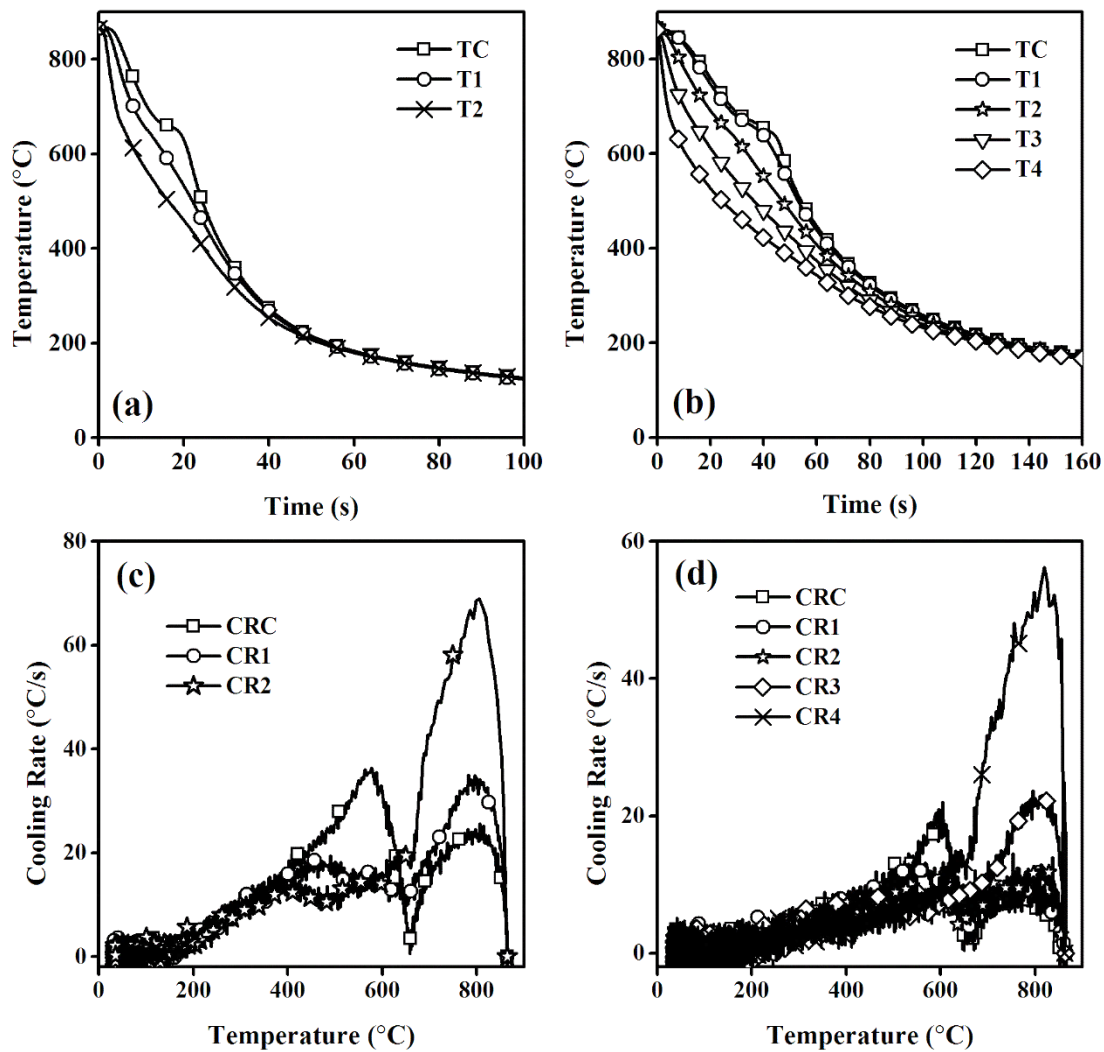 TC
T1
T2
800
600
400
200
0
Temperature (°C)
(a)
0 20 40 60 80 100
Time (s)
TC
T1
T2
T3
T4
800
600
400
200
0
Temperature (°C)
(b)
0 20 40 60 80 100 120 140 160
Time (s)
(c)
CRC
CR1
CR2
80
60
40
20
0
Cooling Rate (°C/s)
0 200 400 600 800
Temperature (°C)
(d)
CRC
CR1
CR2
CR3
CR4
60
40
20
0
Cooling Rate (°C/s)
0 200 400 600 800
Temperature (°C)